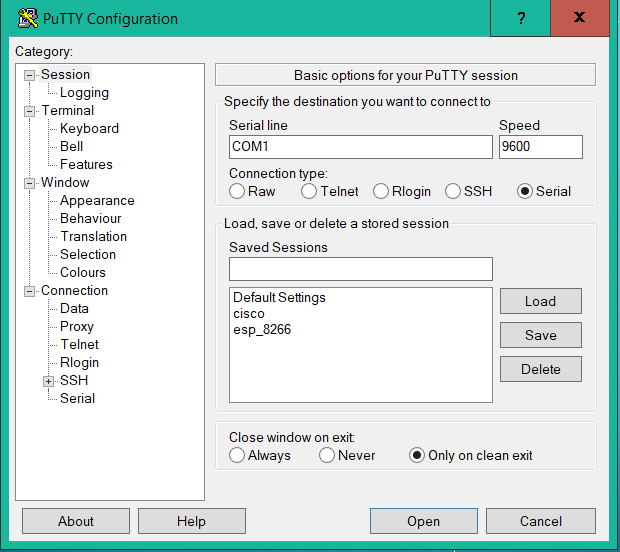 PuTTY Configuration
?
X
Category:
Session
Logging
Terminal
Keyboard
Bell
Features
Window
Appearance
Behaviour
Translation
Selection
Colours
Connection
Data
Proxy
Telnet
Rlogin
SSH
Serial
Basic options for your PuTTY session
Specify the destination you want to connect to
Serial line Speed
COM1 9600
Connection type:
Raw Telnet Rlogin SSH Serial
Load, save or delete a stored session
Saved Sessions
Default Settings
cisco
esp_8266
Load
Save
Delete
Close window on exit:
Always Never Only on clean exit
About Help Open Cancel